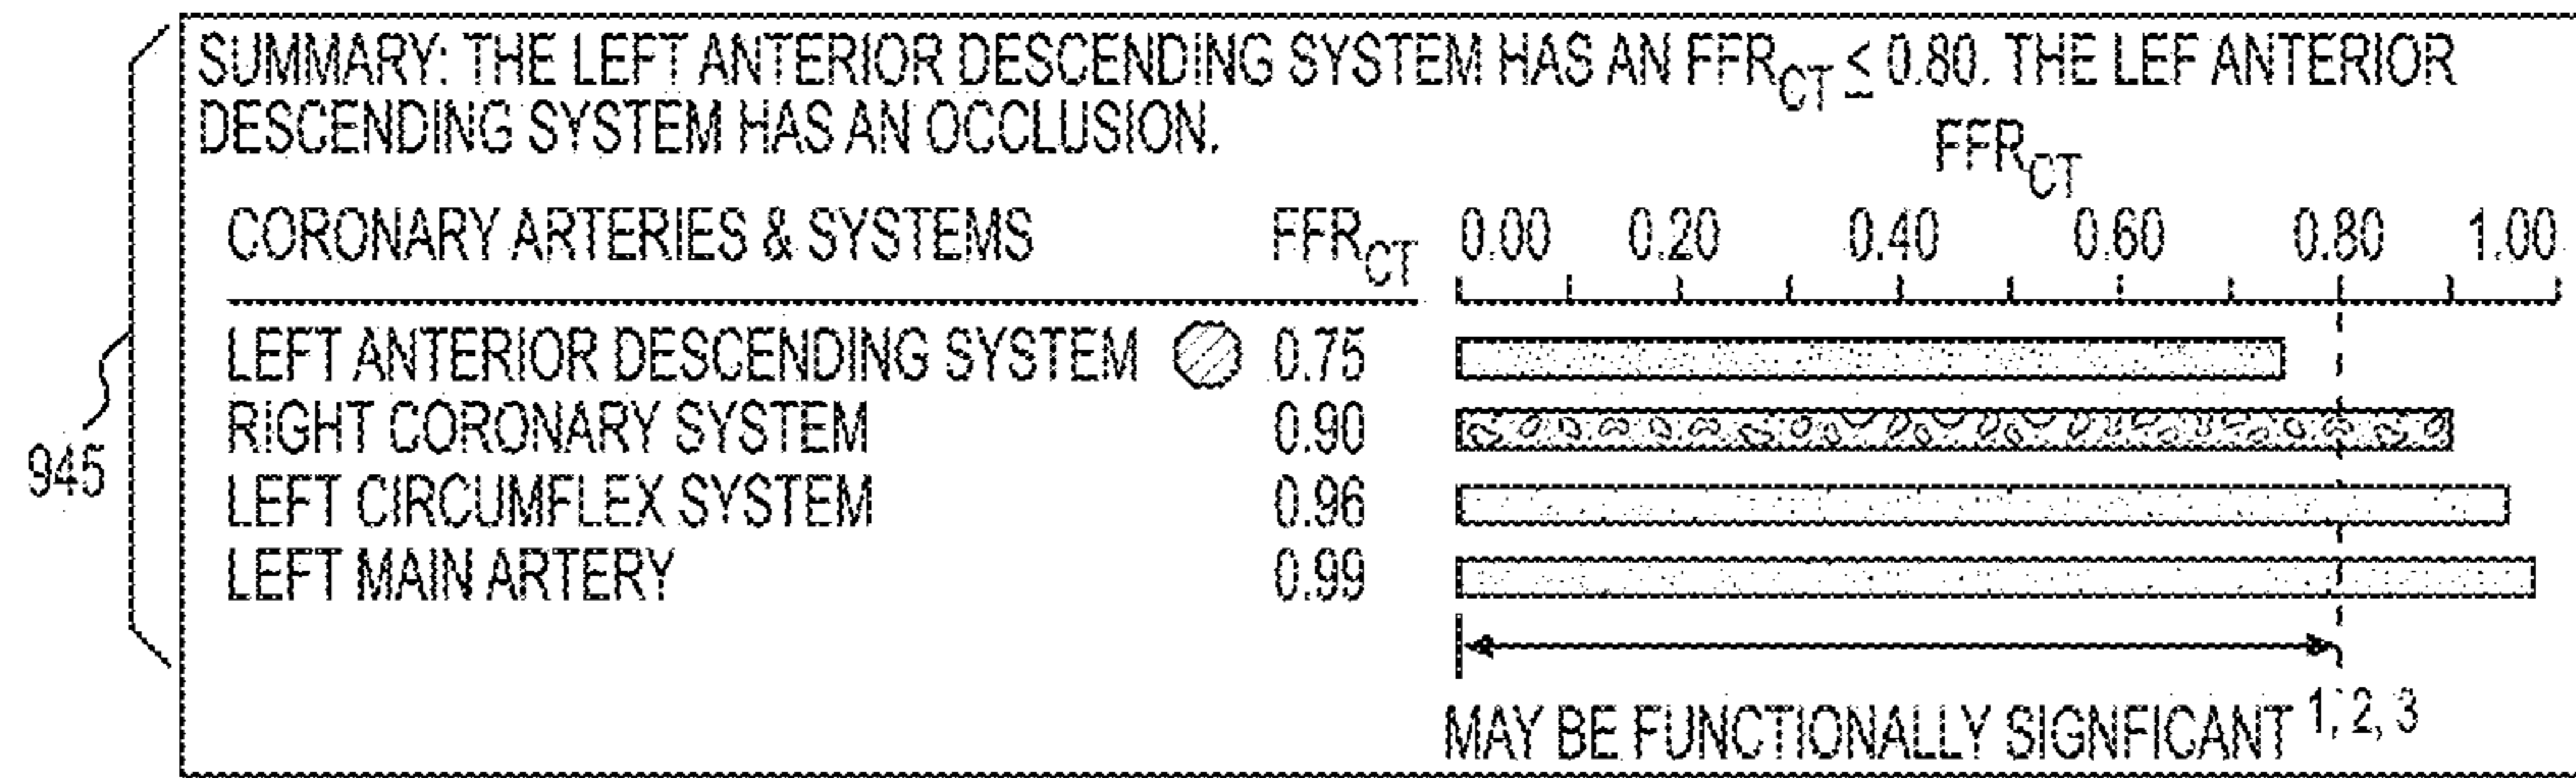 SUMMARY: THE LEFT ANTERIOR DESCENDING SYSTEM HAS AN FFRCT ≤ 0.80. THE LEF ANTERIOR
DESCENDING SYSTEM HAS AN OCCLUSION.
FFRCT
CORONARY ARTERIES & SYSTEMS FFRCT 0.00 0.20 0.40 0.60 0.80 1.00
LEFT ANTERIOR DESCENDING SYSTEM 0.75
RIGHT CORONARY SYSTEM 0.90
945
LEFT CIRCUMFLEX SYSTEM 0.96
LEFT MAIN ARTERY 0.99
MAY BE FUNCTIONALLY SIGNFICANT 1, 2, 3